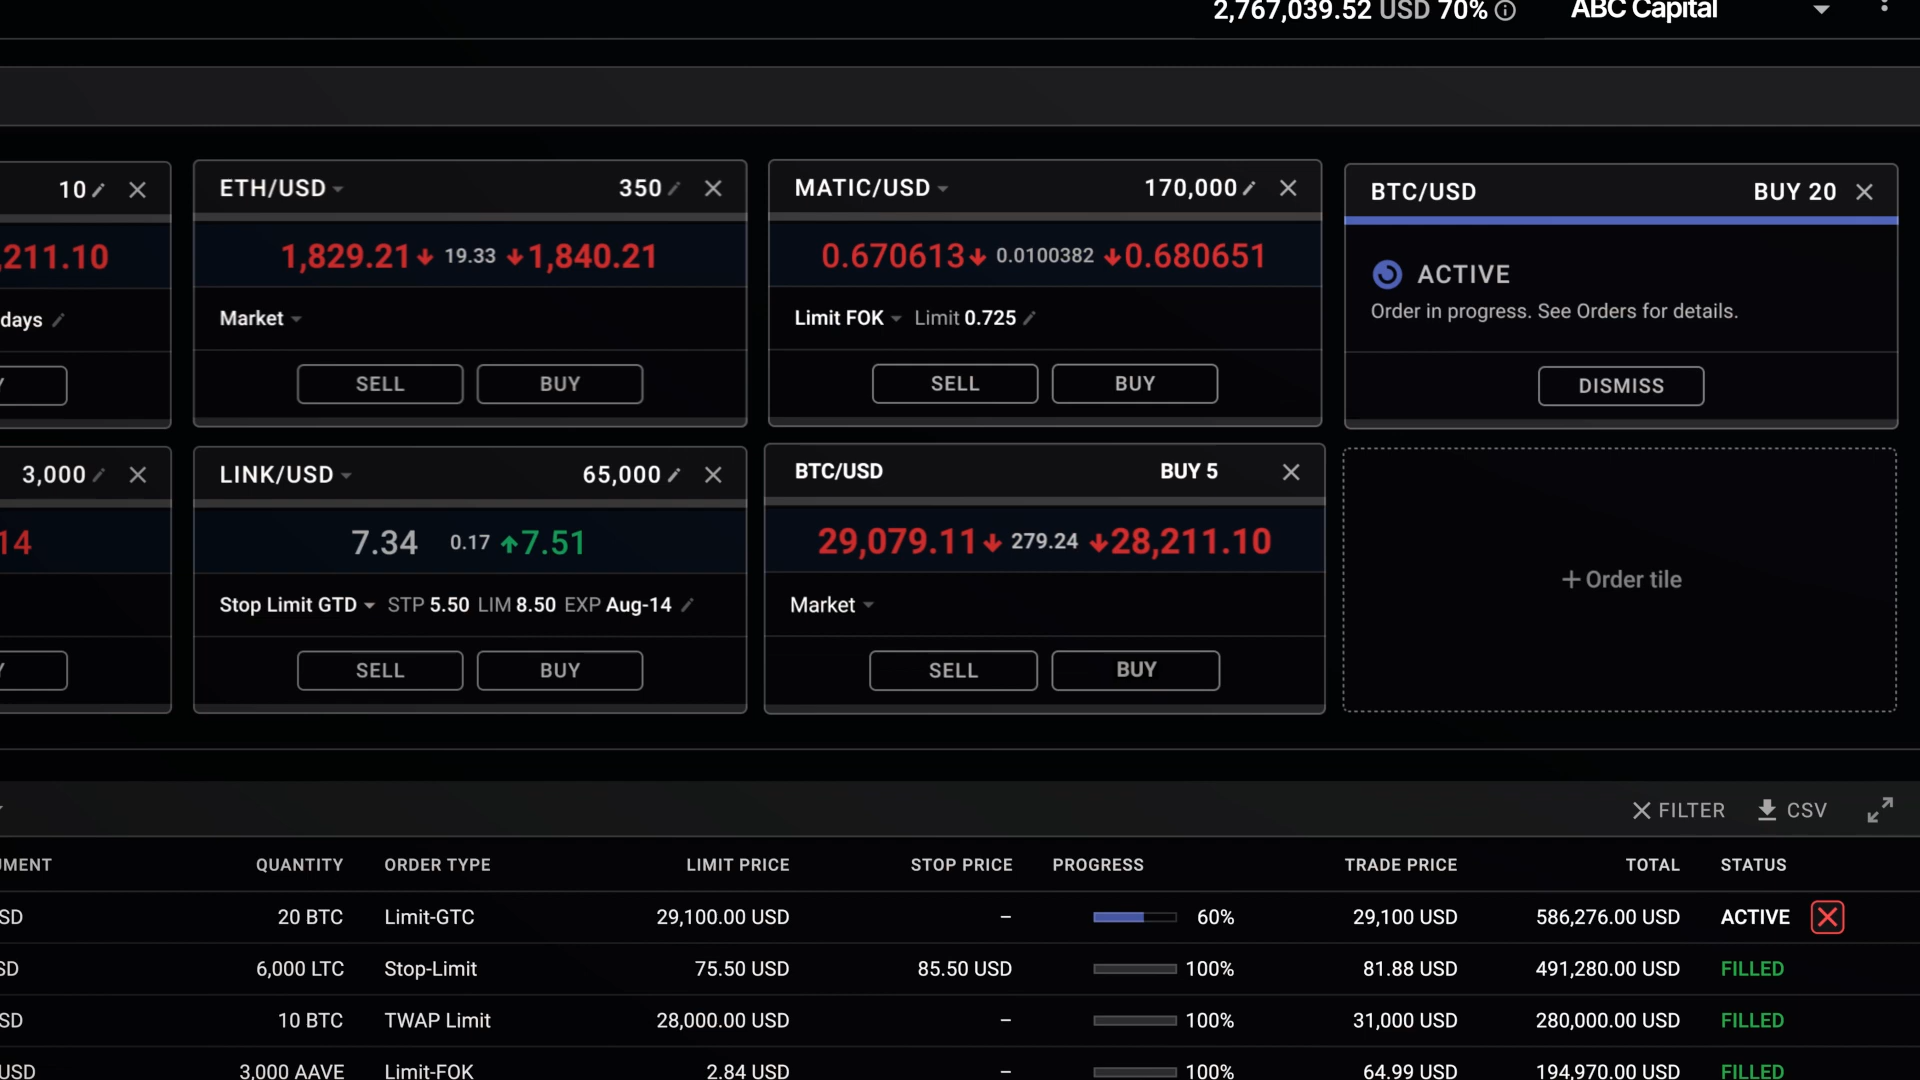 2,767,039.52 USD 70%
ABC Capital
10
,211.10
days
ETH/USD 350
1,829.21 19.33 1,840.21
Market
SELL BUY
MATIC/USD 170,000
0.670613 0.0100382 0.680651
Limit FOK Limit 0.725
SELL BUY
BTC/USD BUY 20
ACTIVE
Order in progress. See Orders for details.
DISMISS
3,000
14
LINK/USD 65,000
7.34 0.17 7.51
Stop Limit GTD STP 5.50 LIM 8.50 EXP Aug-14
SELL BUY
BTC/USD BUY 5
29,079.11 279.24 28,211.10
Market
SELL BUY
+ Order tile
FILTER CSV
UMENT QUANTITY ORDER TYPE LIMIT PRICE STOP PRICE PROGRESS TRADE PRICE TOTAL STATUS
SD 20 BTC Limit-GTC 29,100.00 USD – 60% 29,100 USD 586,276.00 USD ACTIVE
SD 6,000 LTC Stop-Limit 75.50 USD 85.50 USD 100% 81.88 USD 491,280.00 USD FILLED
SD 10 BTC TWAP Limit 28,000.00 USD – 100% 31,000 USD 280,000.00 USD FILLED
USD 3,000 AAVE Limit-FOK 2.84 USD – 100% 64.99 USD 194,970.00 USD FILLED